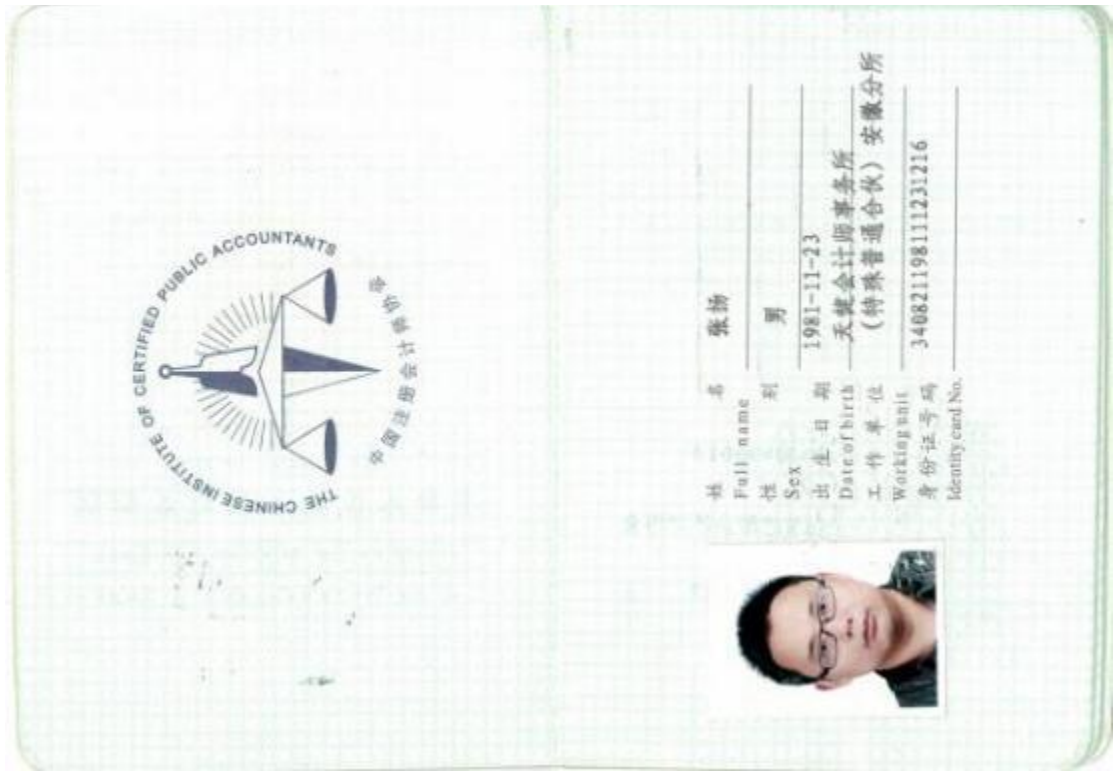 THE CHINESE INSTITUTE OF CERTIFIED PUBLIC ACCOUNTANTS
中国注册会计师协会
姓 名 张扬
Full name
性 别 男
Sex
出生日期 1981-11-23
Date of birth
工作单位 天健会计师事务所
(特殊普通合伙)安徽分所
Working unit
身份证号码 340821198111231216
Identity card No.